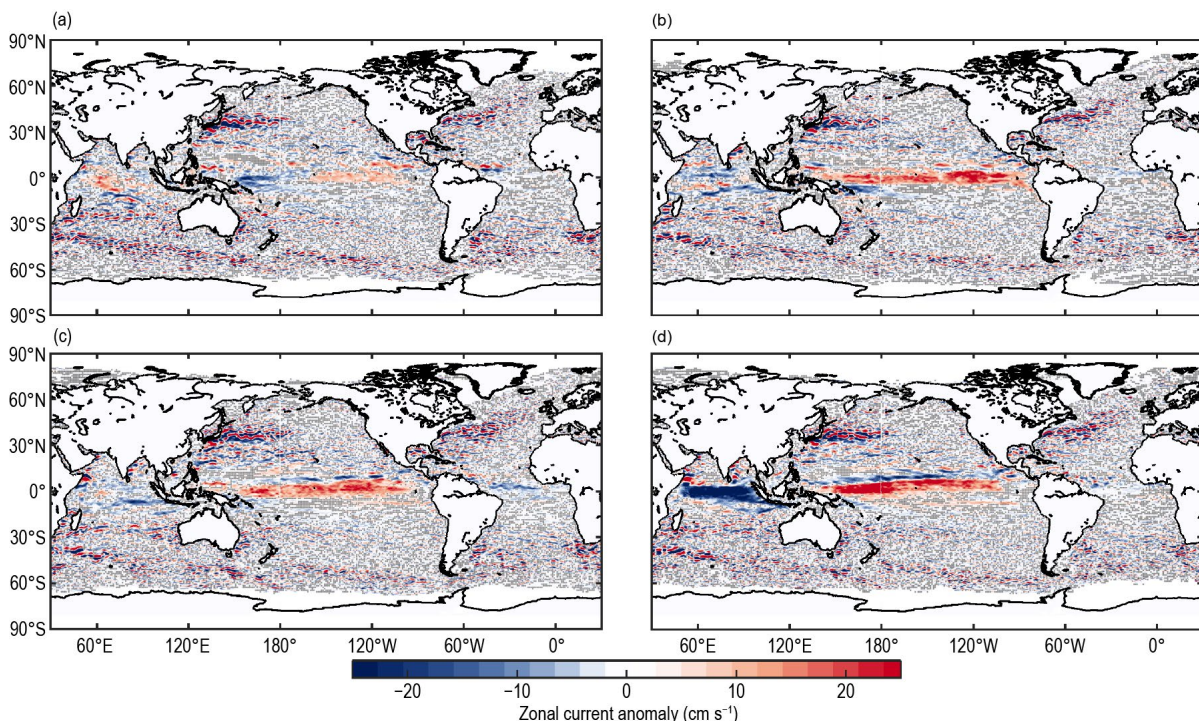 (a)
(b)
90°N
60°N
30°N
0°
30°S
60°S
90°S
(c)
(d)
90°N
60°N
30°N
0°
30°S
60°S
90°S
60°E 120°E 180° 120°W 60°W 0° 60°E 120°E 180° 120°W 60°W 0°
−20 −10 0 10 20
Zonal current anomaly (cm s⁻¹)